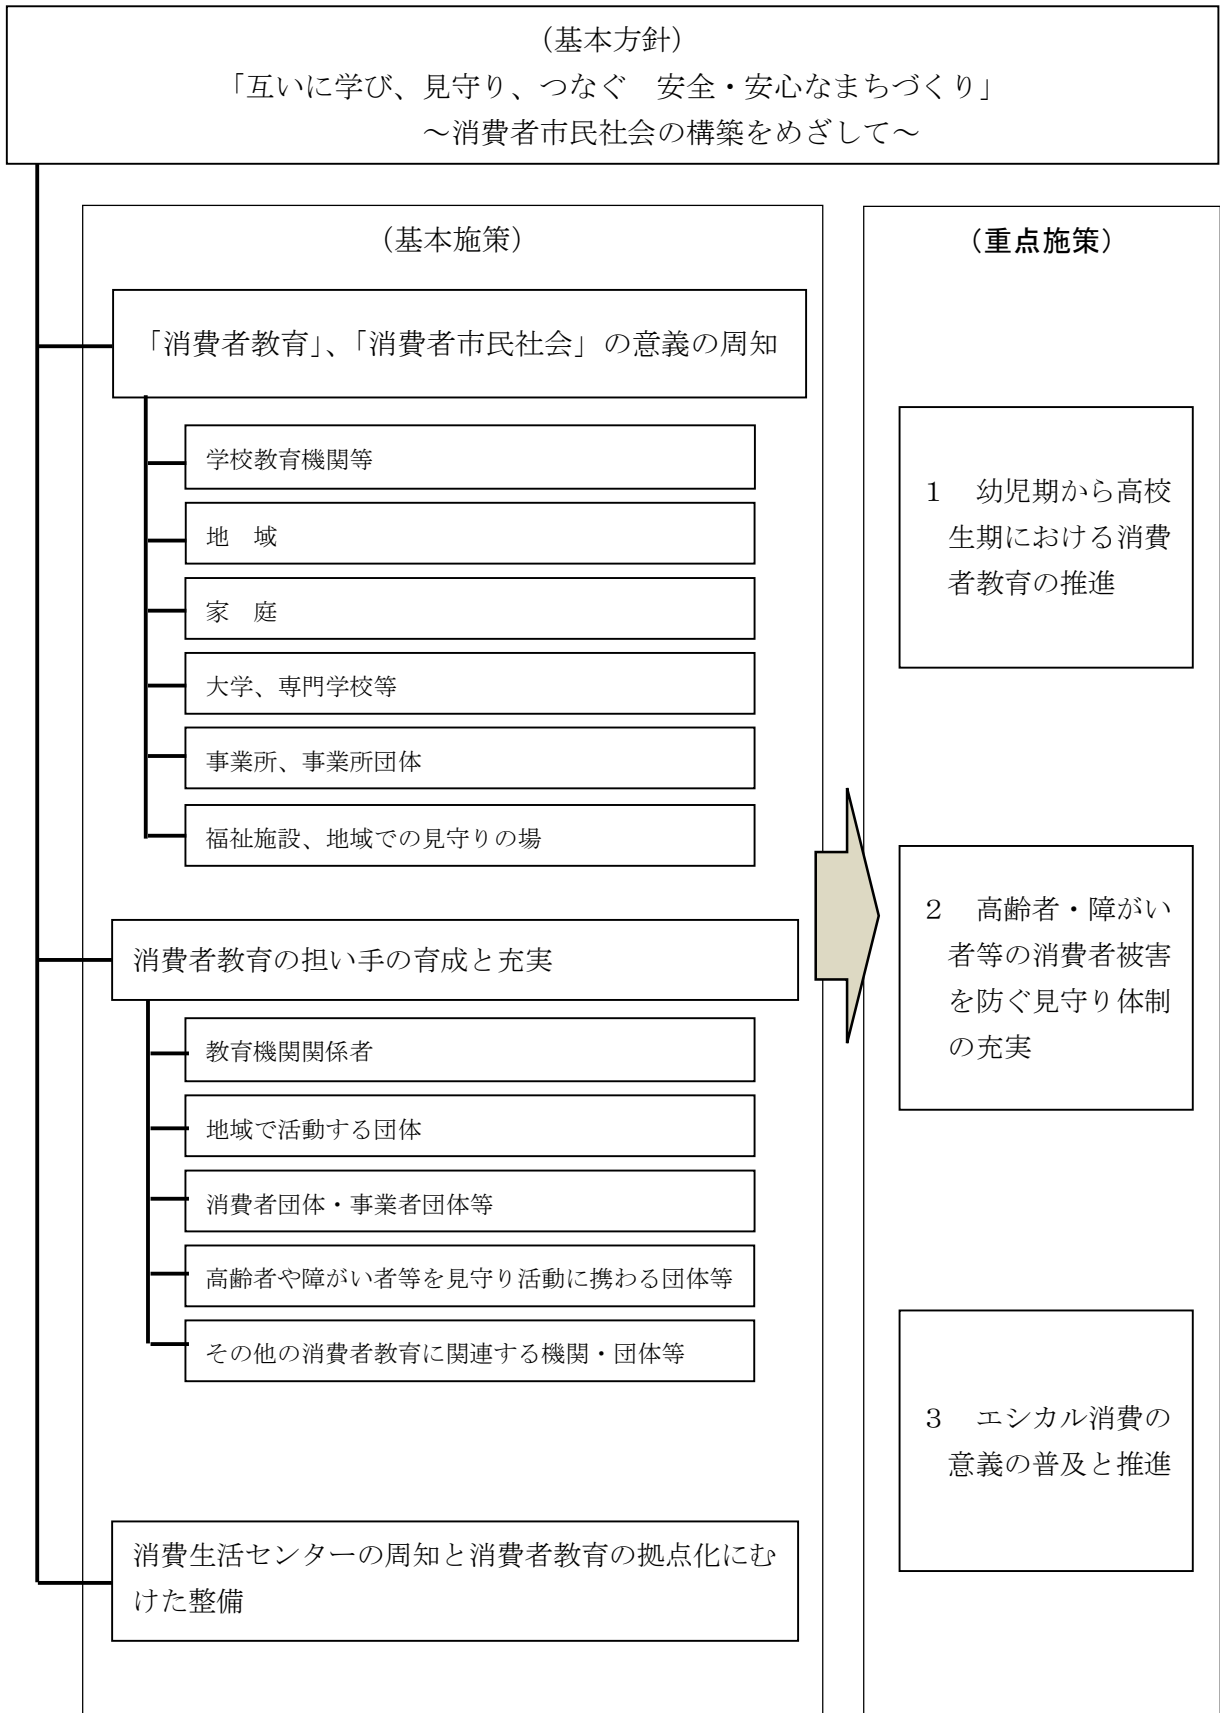 （基本方針）
「互いに学び、見守り、つなぐ　安全・安心なまちづくり」
～消費者市民社会の構築をめざして～
（基本施策）
「消費者教育」、「消費者市民社会」の意義の周知
学校教育機関等
地　域
家　庭
大学、専門学校等
事業所、事業所団体
福祉施設、地域での見守りの場
消費者教育の担い手の育成と充実
教育機関関係者
地域で活動する団体
消費者団体・事業者団体等
高齢者や障がい者等を見守り活動に携わる団体等
その他の消費者教育に関連する機関・団体等
消費生活センターの周知と消費者教育の拠点化にむ
けた整備
（重点施策）
１　幼児期から高校
生期における消費
者教育の推進
２　高齢者・障がい
者等の消費者被害
を防ぐ見守り体制
の充実
３　エシカル消費の
意義の普及と推進